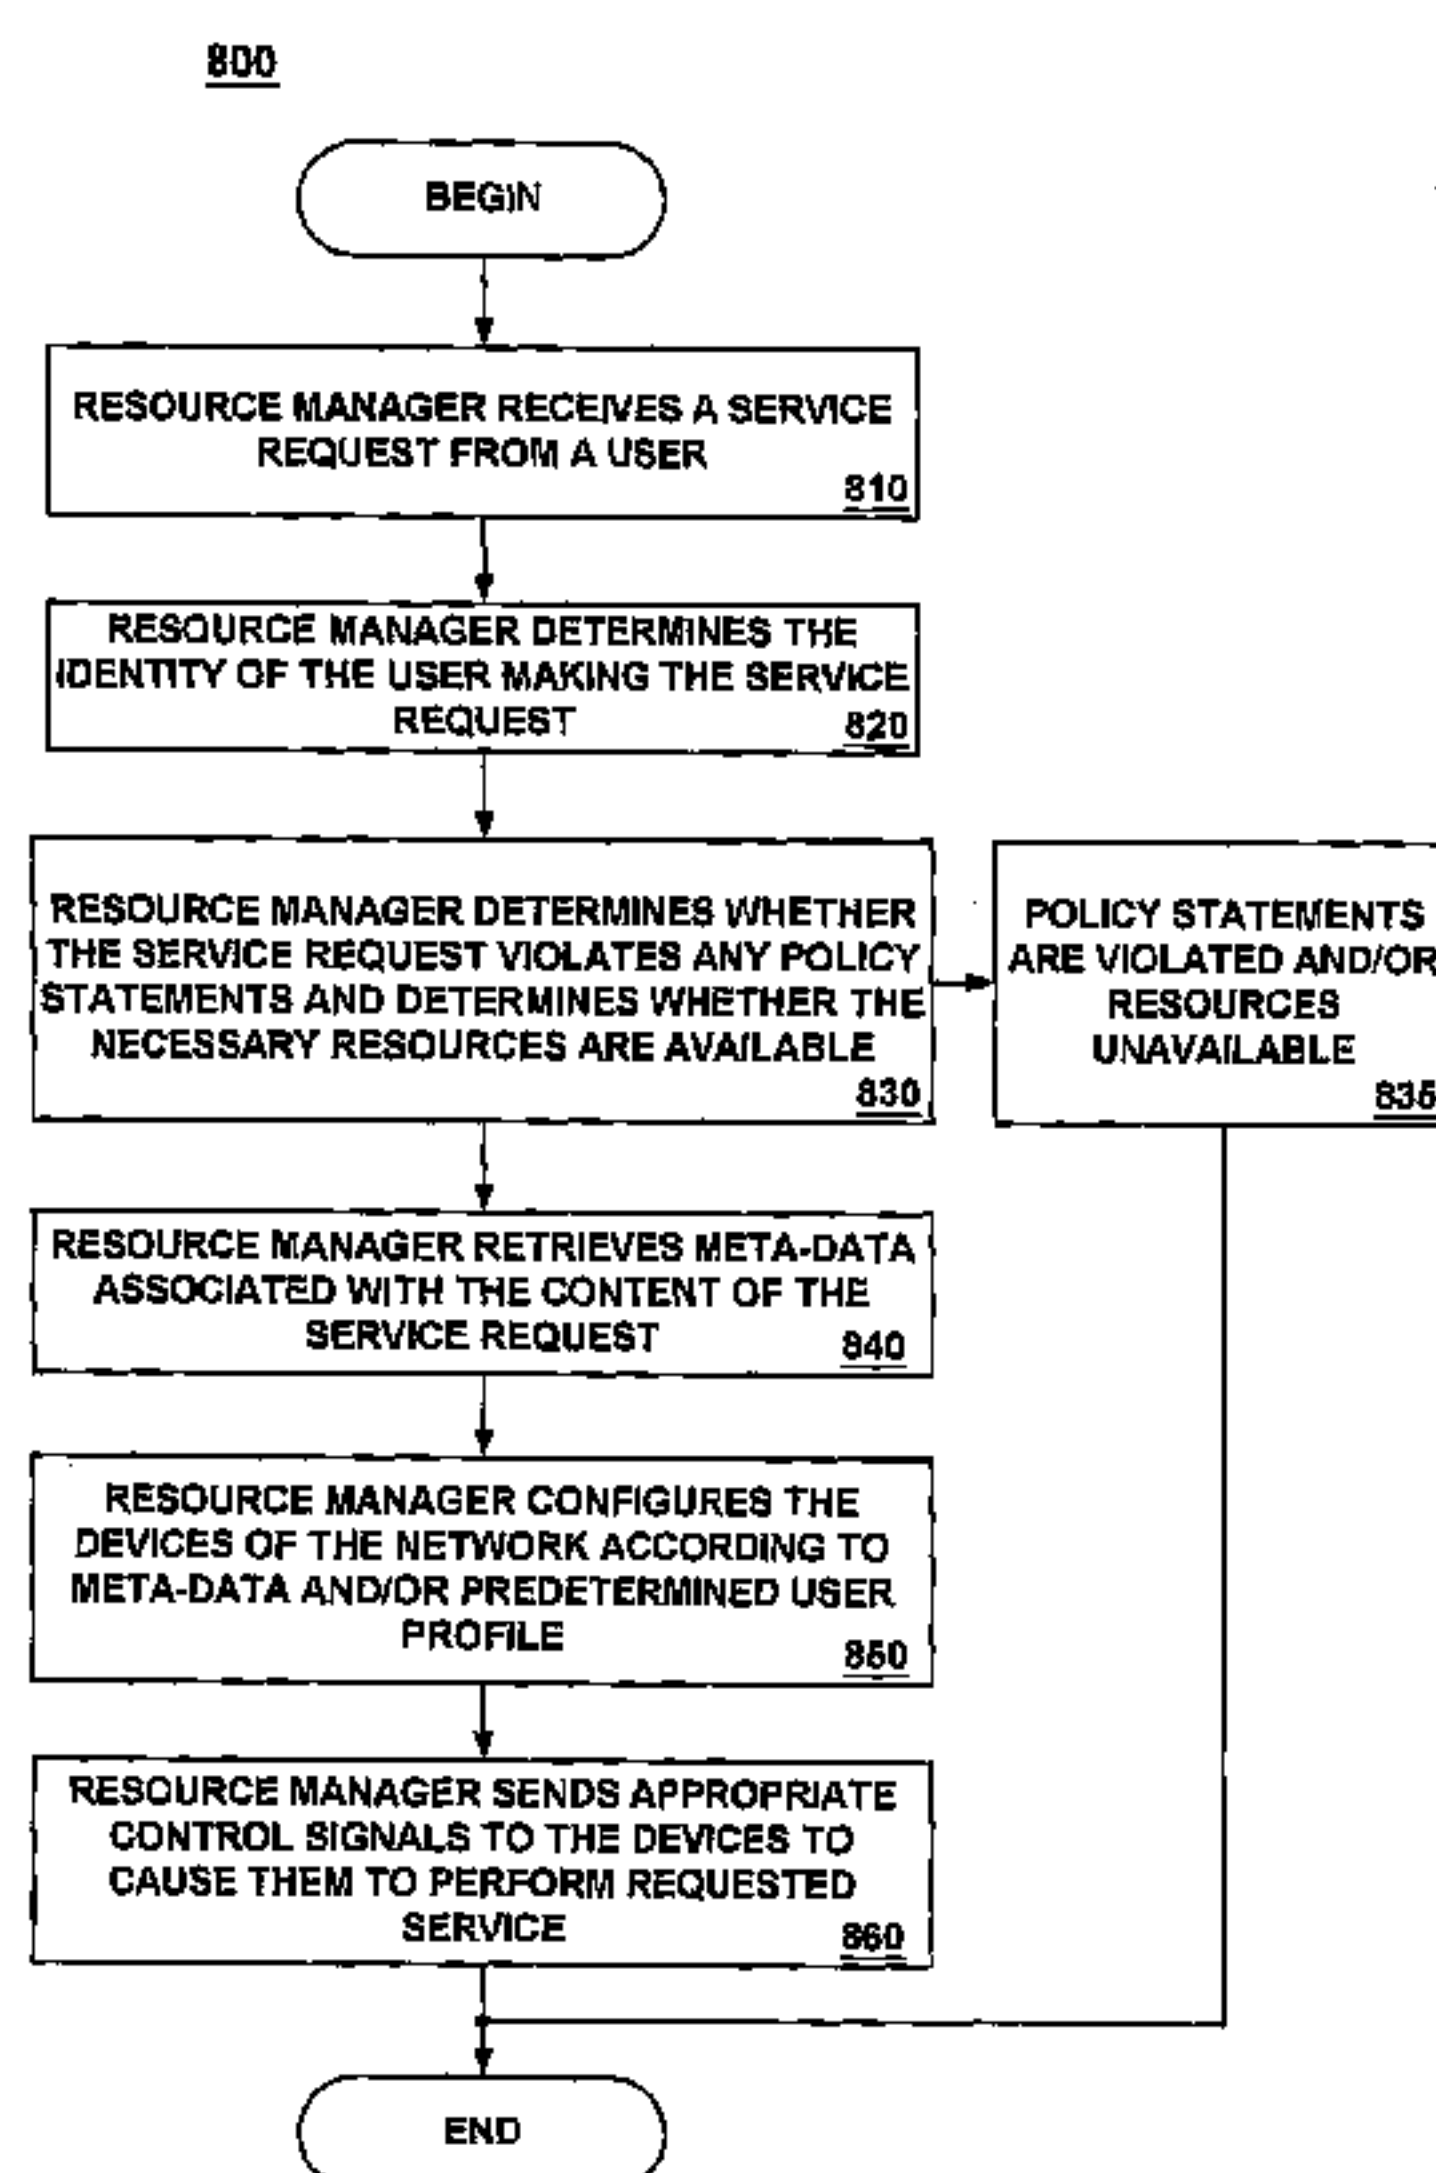 800
BEGIN
RESOURCE MANAGER RECEIVES A SERVICE
REQUEST FROM A USER
810
RESOURCE MANAGER DETERMINES THE
IDENTITY OF THE USER MAKING THE SERVICE
REQUEST
820
RESOURCE MANAGER DETERMINES WHETHER
THE SERVICE REQUEST VIOLATES ANY POLICY
STATEMENTS AND DETERMINES WHETHER THE
NECESSARY RESOURCES ARE AVAILABLE
830
POLICY STATEMENTS
ARE VIOLATED AND/OR
RESOURCES
UNAVAILABLE
835
RESOURCE MANAGER RETRIEVES META-DATA
ASSOCIATED WITH THE CONTENT OF THE
SERVICE REQUEST
840
RESOURCE MANAGER CONFIGURES THE
DEVICES OF THE NETWORK ACCORDING TO
META-DATA AND/OR PREDETERMINED USER
PROFILE
850
RESOURCE MANAGER SENDS APPROPRIATE
CONTROL SIGNALS TO THE DEVICES TO
CAUSE THEM TO PERFORM REQUESTED
SERVICE
860
END